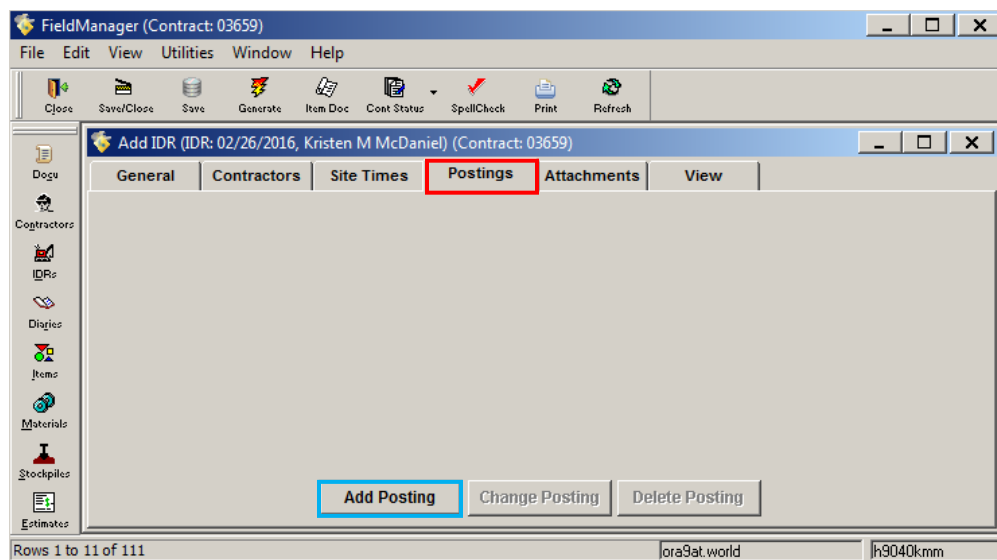 FieldManager (Contract: 03659)
File Edit View Utilities Window Help
Close Save/Close Save Generate Item Doc Cont Status SpellCheck Print Refresh
Add IDR (IDR: 02/26/2016, Kristen M McDaniel) (Contract: 03659)
General Contractors Site Times Postings Attachments View
Docu
Contractors
IDRs
Diaries
Items
Materials
Stockpiles
Estimates
Add Posting Change Posting Delete Posting
Rows 1 to 11 of 111 ora9at.world h9040kmm